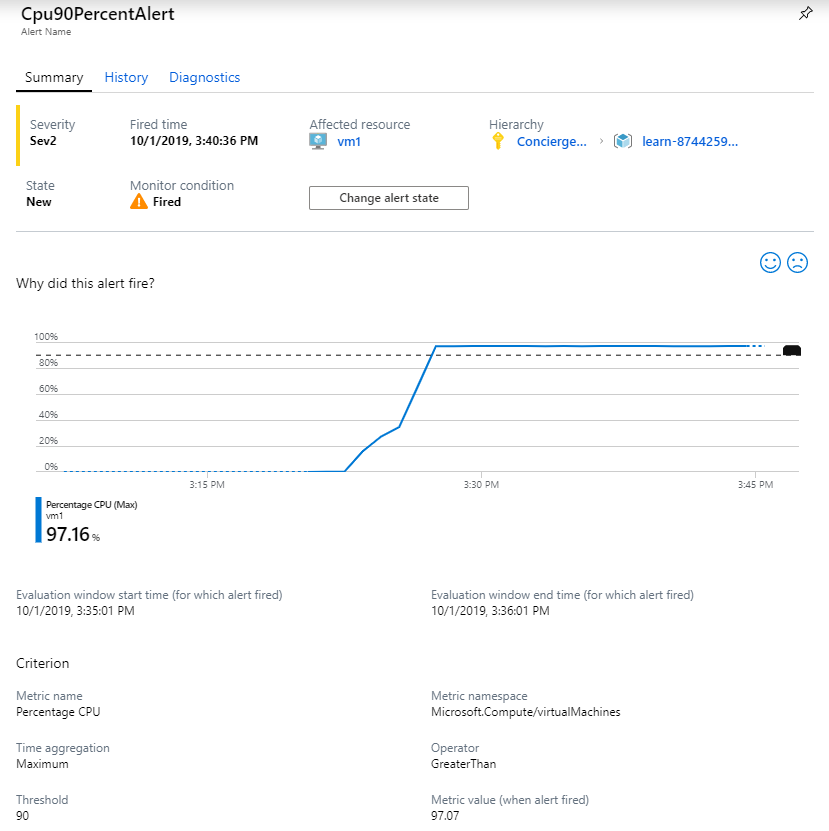 Cpu90PercentAlert
Alert Name
Summary History Diagnostics
Severity Fired time Affected resource Hierarchy
Sev2 10/1/2019, 3:40:36 PM vm1 Concierge... › learn-8744259...
State Monitor condition
New Fired Change alert state
Why did this alert fire?
100%
80%
60%
40%
20%
0%
3:15 PM 3:30 PM 3:45 PM
Percentage CPU (Max)
vm1
97.16 %
Evaluation window start time (for which alert fired) Evaluation window end time (for which alert fired)
10/1/2019, 3:35:01 PM 10/1/2019, 3:36:01 PM
Criterion
Metric name Metric namespace
Percentage CPU Microsoft.Compute/virtualMachines
Time aggregation Operator
Maximum GreaterThan
Threshold Metric value (when alert fired)
90 97.07